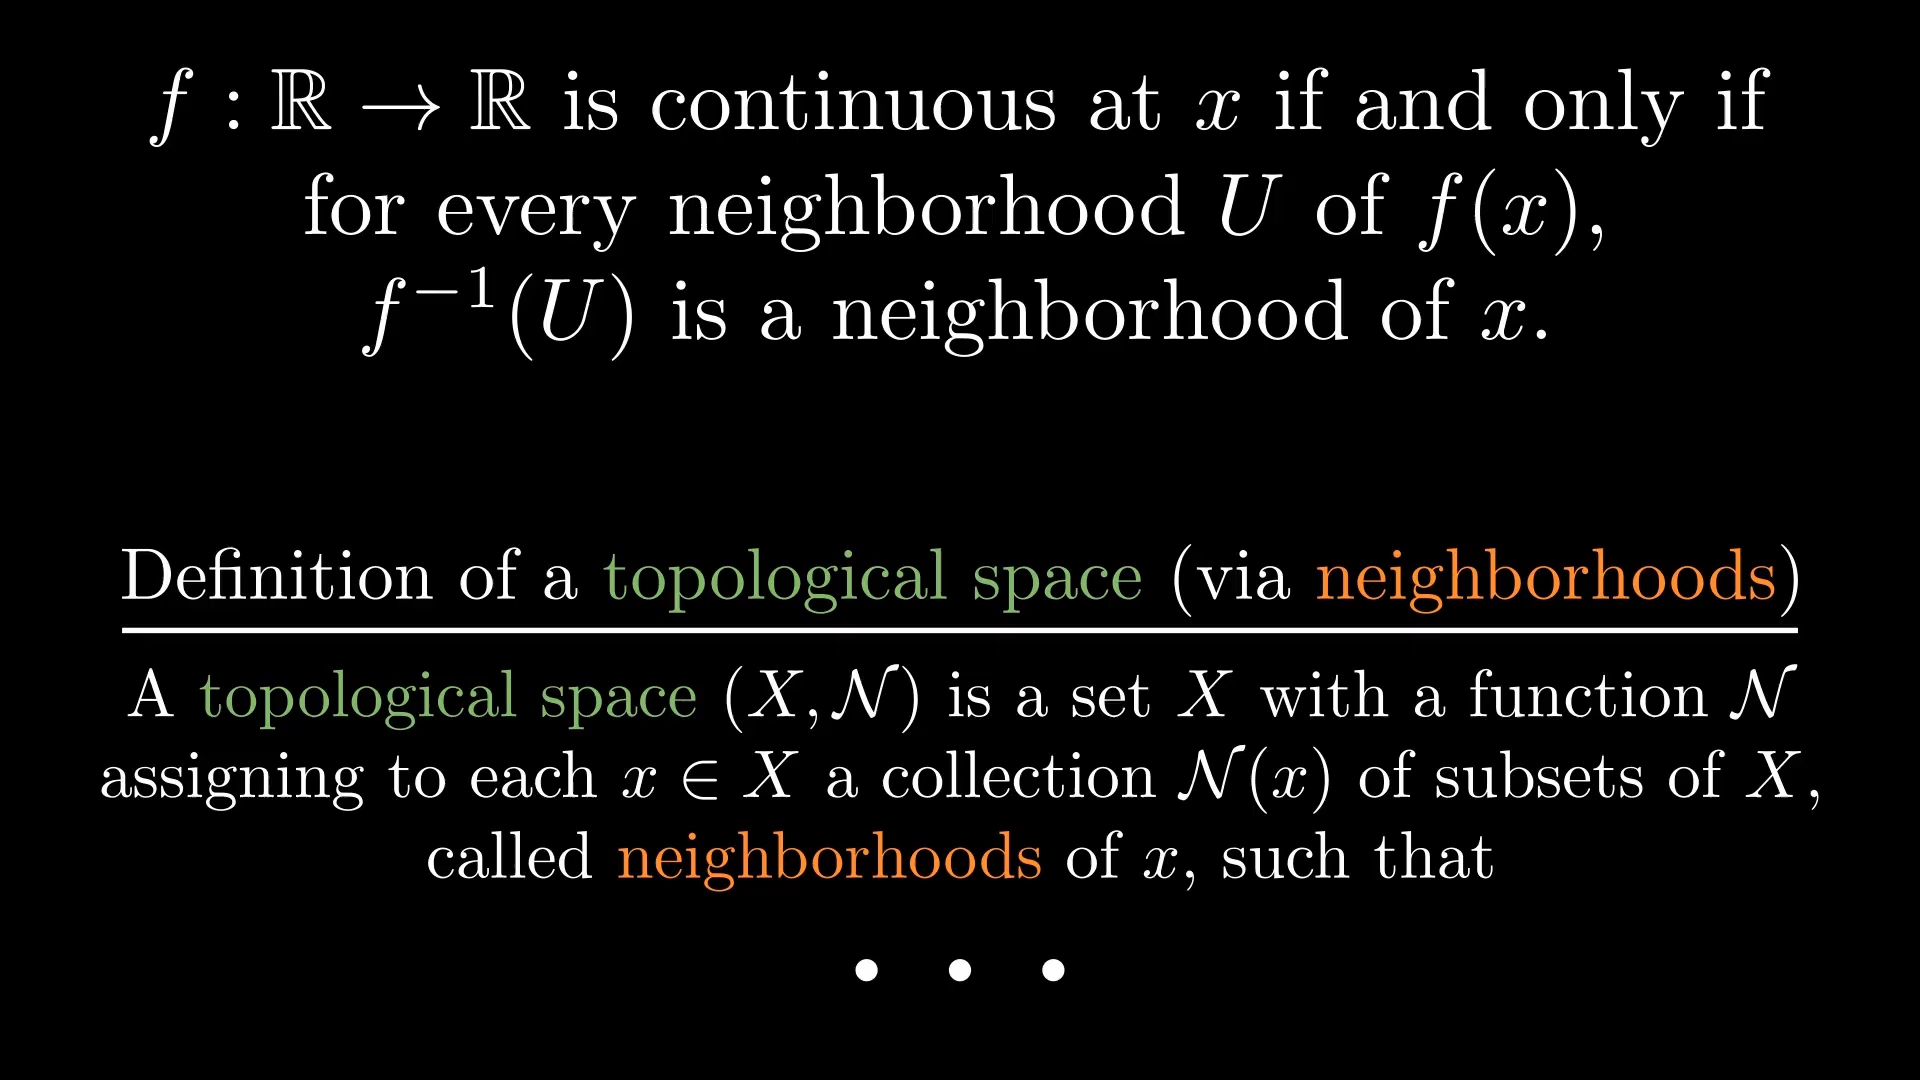 f : ℝ → ℝ is continuous at x if and only if
for every neighborhood U of f(x),
f⁻¹(U) is a neighborhood of x.
Definition of a topological space (via neighborhoods)
A topological space (X, 𝒩) is a set X with a function 𝒩
assigning to each x ∈ X a collection 𝒩(x) of subsets of X,
called neighborhoods of x, such that
• • •